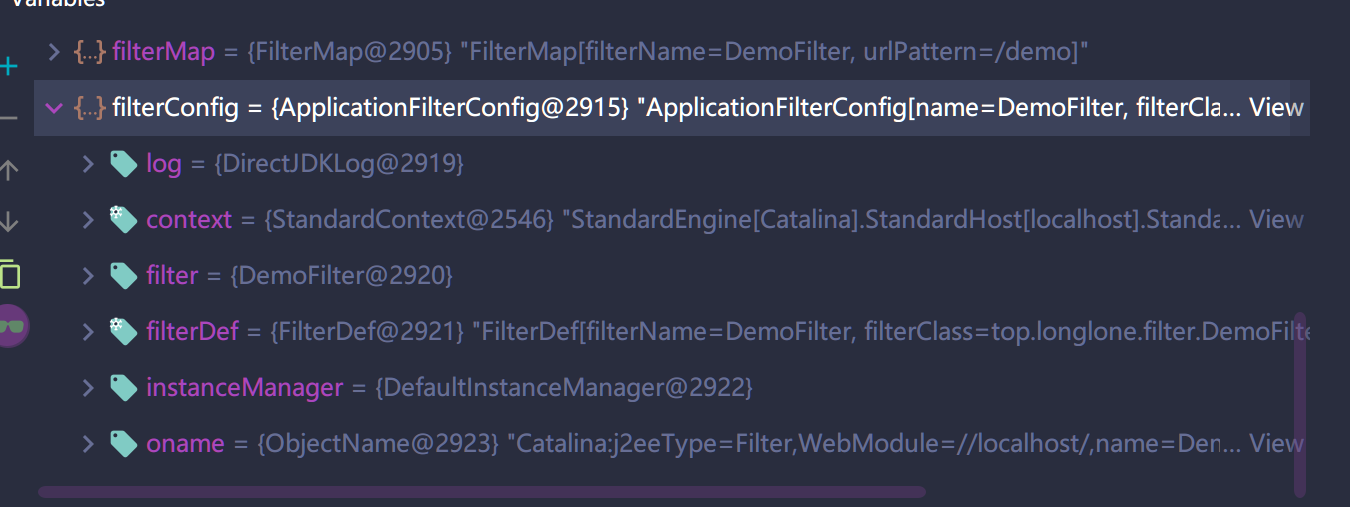 Variables
{...} filterMap = {FilterMap@2905} "FilterMap[filterName=DemoFilter, urlPattern=/demo]"
{...} filterConfig = {ApplicationFilterConfig@2915} "ApplicationFilterConfig[name=DemoFilter, filterCla... View
log = {DirectJDKLog@2919}
context = {StandardContext@2546} "StandardEngine[Catalina].StandardHost[localhost].Standa... View
filter = {DemoFilter@2920}
filterDef = {FilterDef@2921} "FilterDef[filterName=DemoFilter, filterClass=top.longlone.filter.DemoFilte
instanceManager = {DefaultInstanceManager@2922}
oname = {ObjectName@2923} "Catalina:j2eeType=Filter,WebModule=//localhost/,name=Den... View